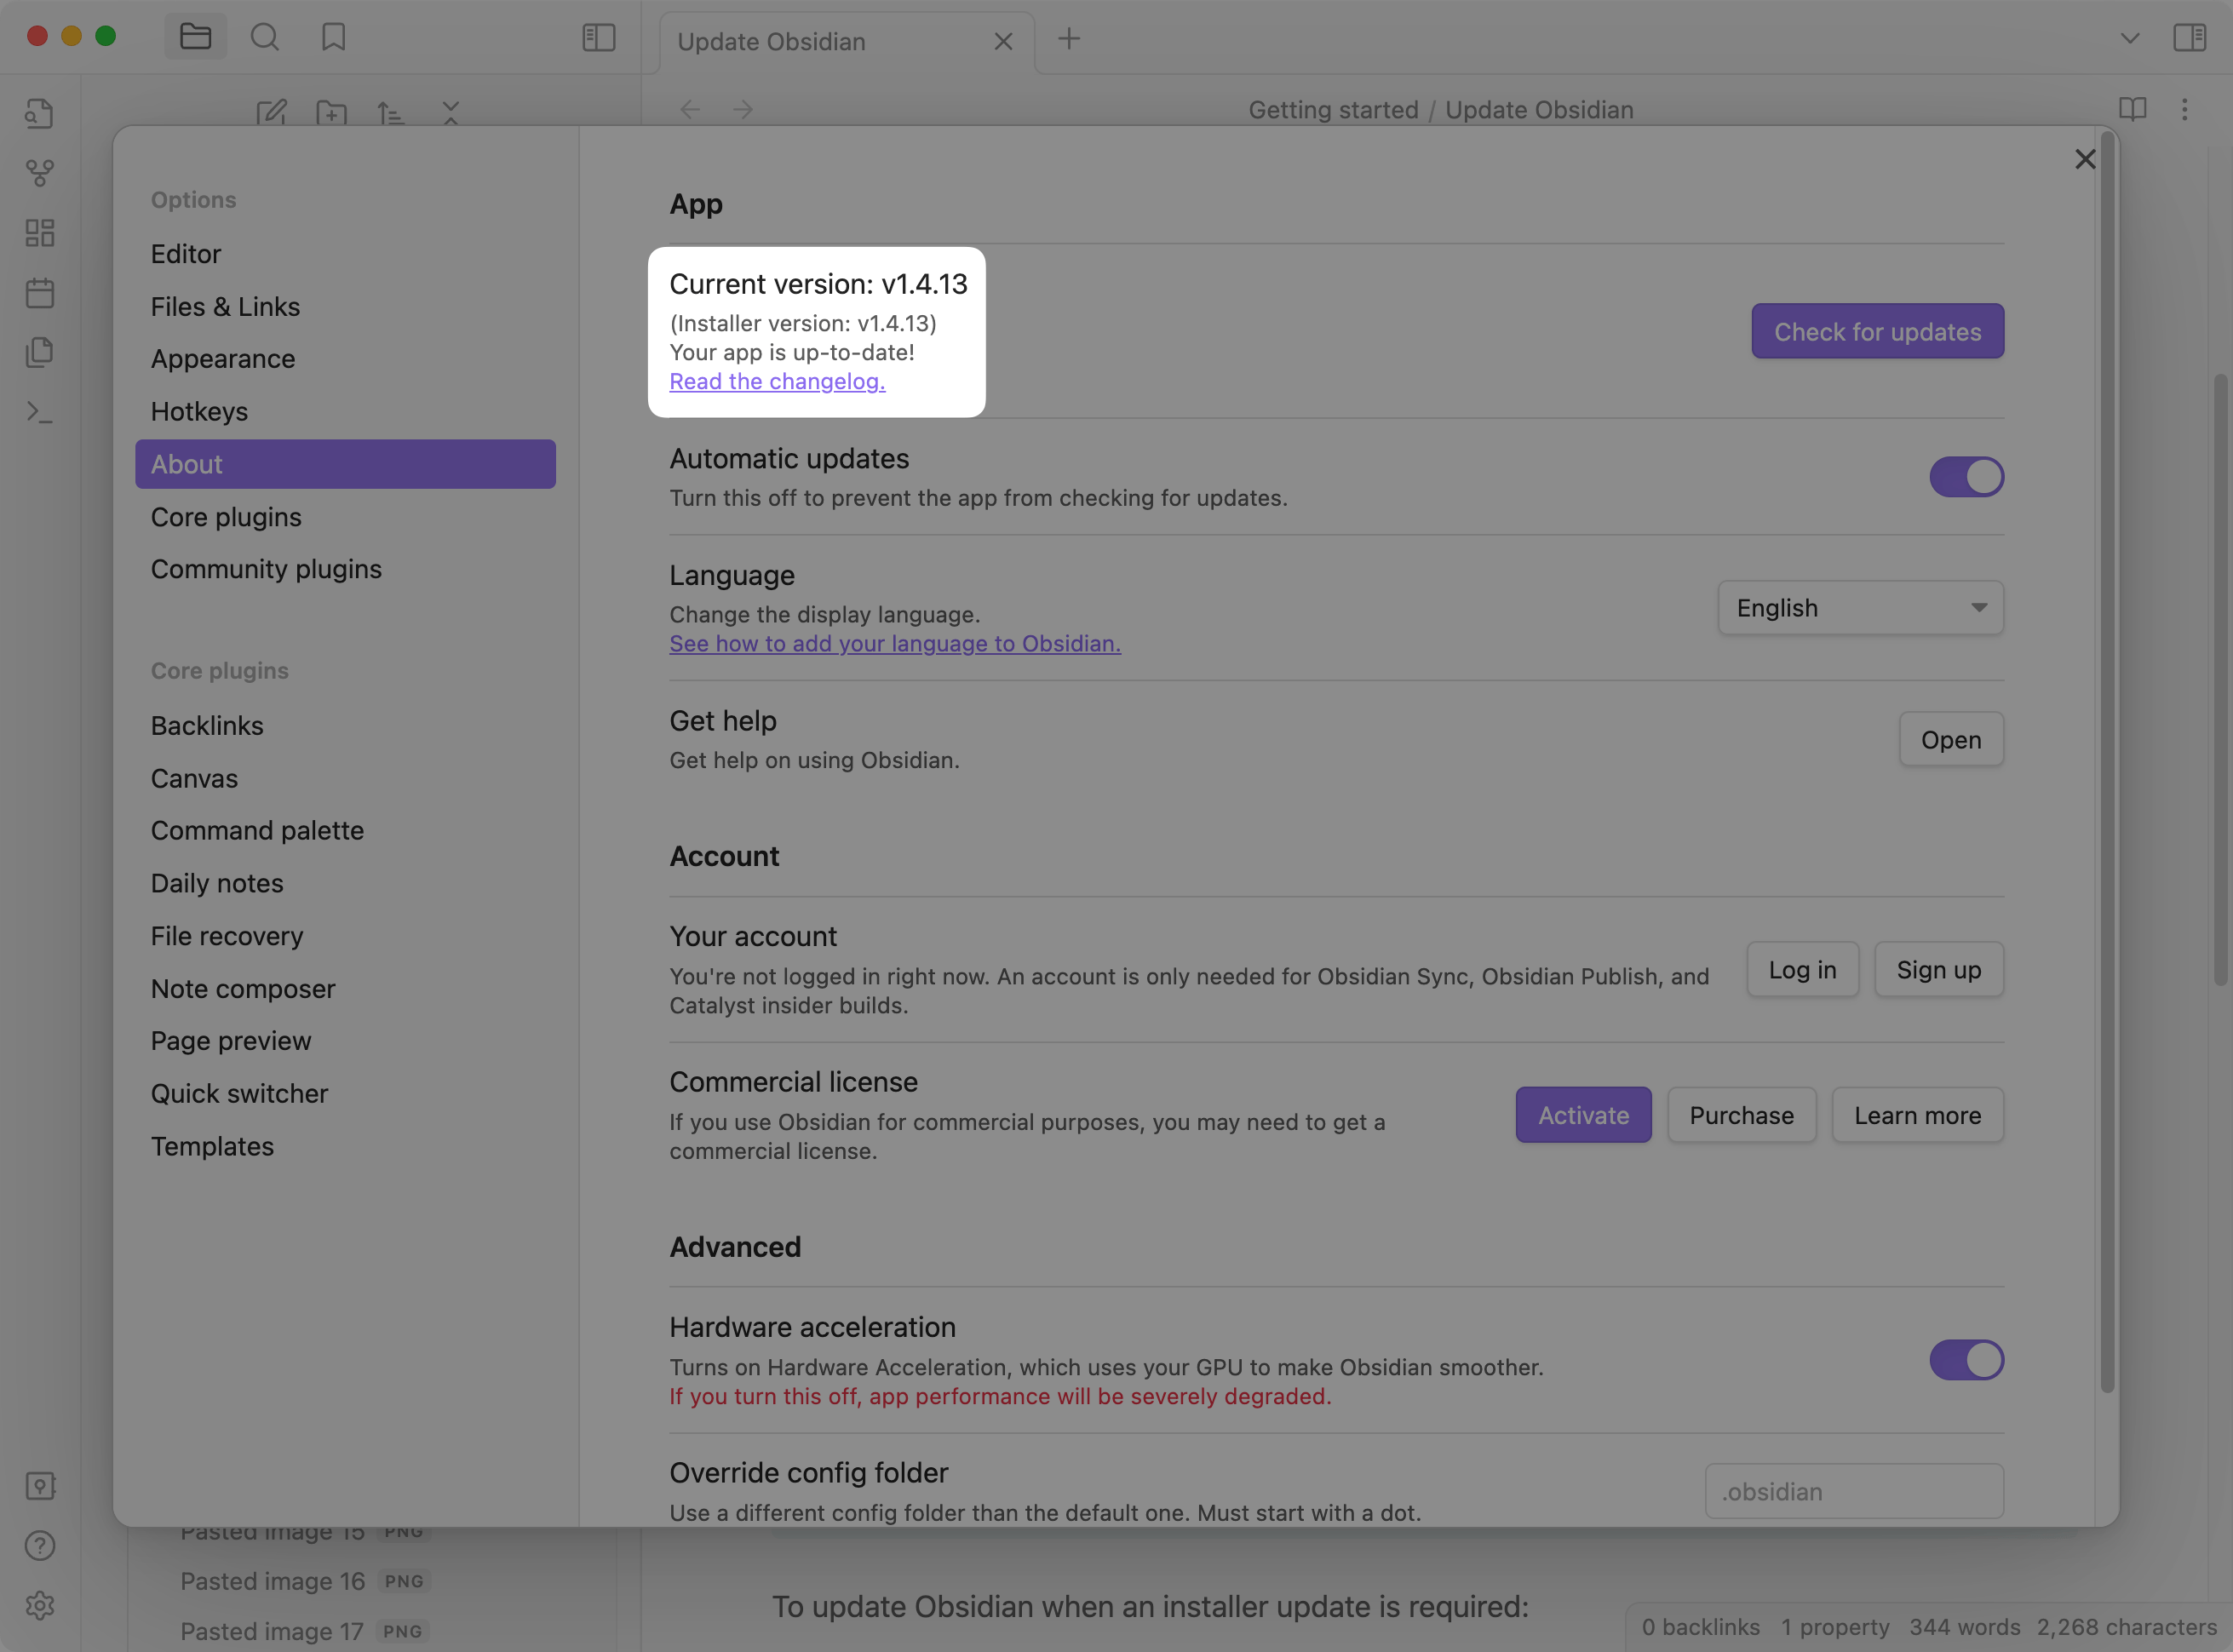 Update Obsidian
Getting started / Update Obsidian
Options
Editor
Files & Links
Appearance
Hotkeys
About
Core plugins
Community plugins
Core plugins
Backlinks
Canvas
Command palette
Daily notes
File recovery
Note composer
Page preview
Quick switcher
Templates
App
Current version: v1.4.13
(Installer version: v1.4.13)
Your app is up-to-date!
Read the changelog.
Check for updates
Automatic updates
Turn this off to prevent the app from checking for updates.
Language
Change the display language.
See how to add your language to Obsidian.
English
Get help
Get help on using Obsidian.
Open
Account
Your account
You're not logged in right now. An account is only needed for Obsidian Sync, Obsidian Publish, and
Catalyst insider builds.
Log in
Sign up
Commercial license
If you use Obsidian for commercial purposes, you may need to get a
commercial license.
Activate
Purchase
Learn more
Advanced
Hardware acceleration
Turns on Hardware Acceleration, which uses your GPU to make Obsidian smoother.
If you turn this off, app performance will be severely degraded.
Override config folder
Use a different config folder than the default one. Must start with a dot.
.obsidian
Pasted image 15 PNG
Pasted image 16 PNG
Pasted image 17 PNG
To update Obsidian when an installer update is required:
0 backlinks 1 property 344 words 2,268 characters